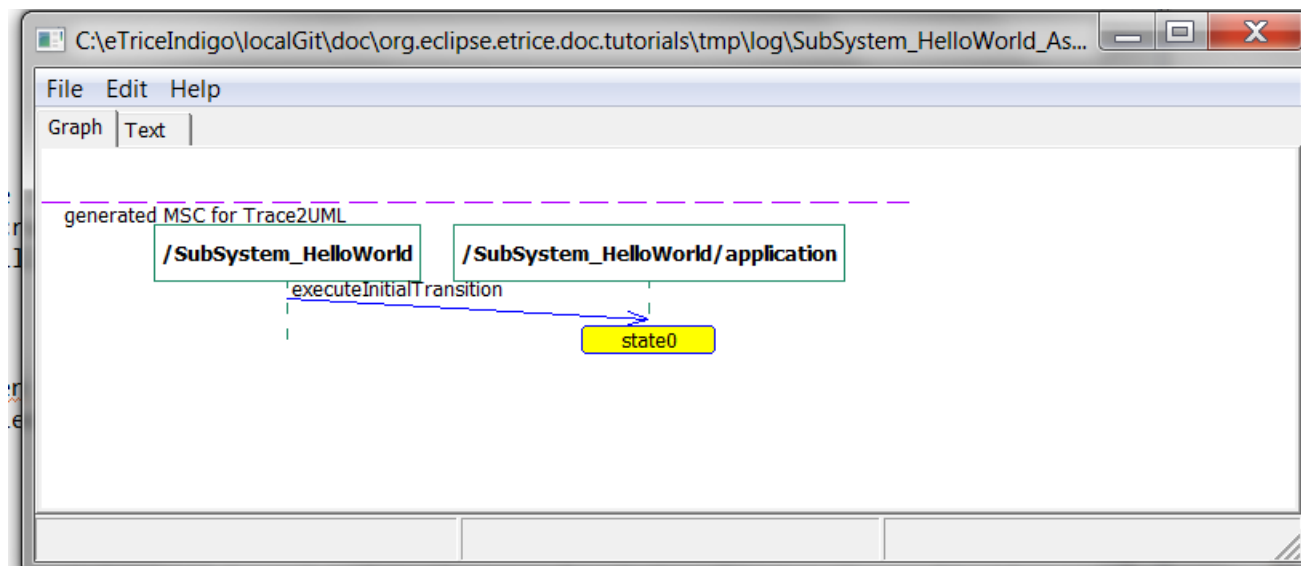 C:\eTriceIndigo\localGit\doc\org.eclipse.etrice.doc.tutorials\tmp\log\SubSystem_HelloWorld_As...
File Edit Help
Graph Text
generated MSC for Trace2UML
/SubSystem_HelloWorld /SubSystem_HelloWorld/application
executeInitialTransition
state0